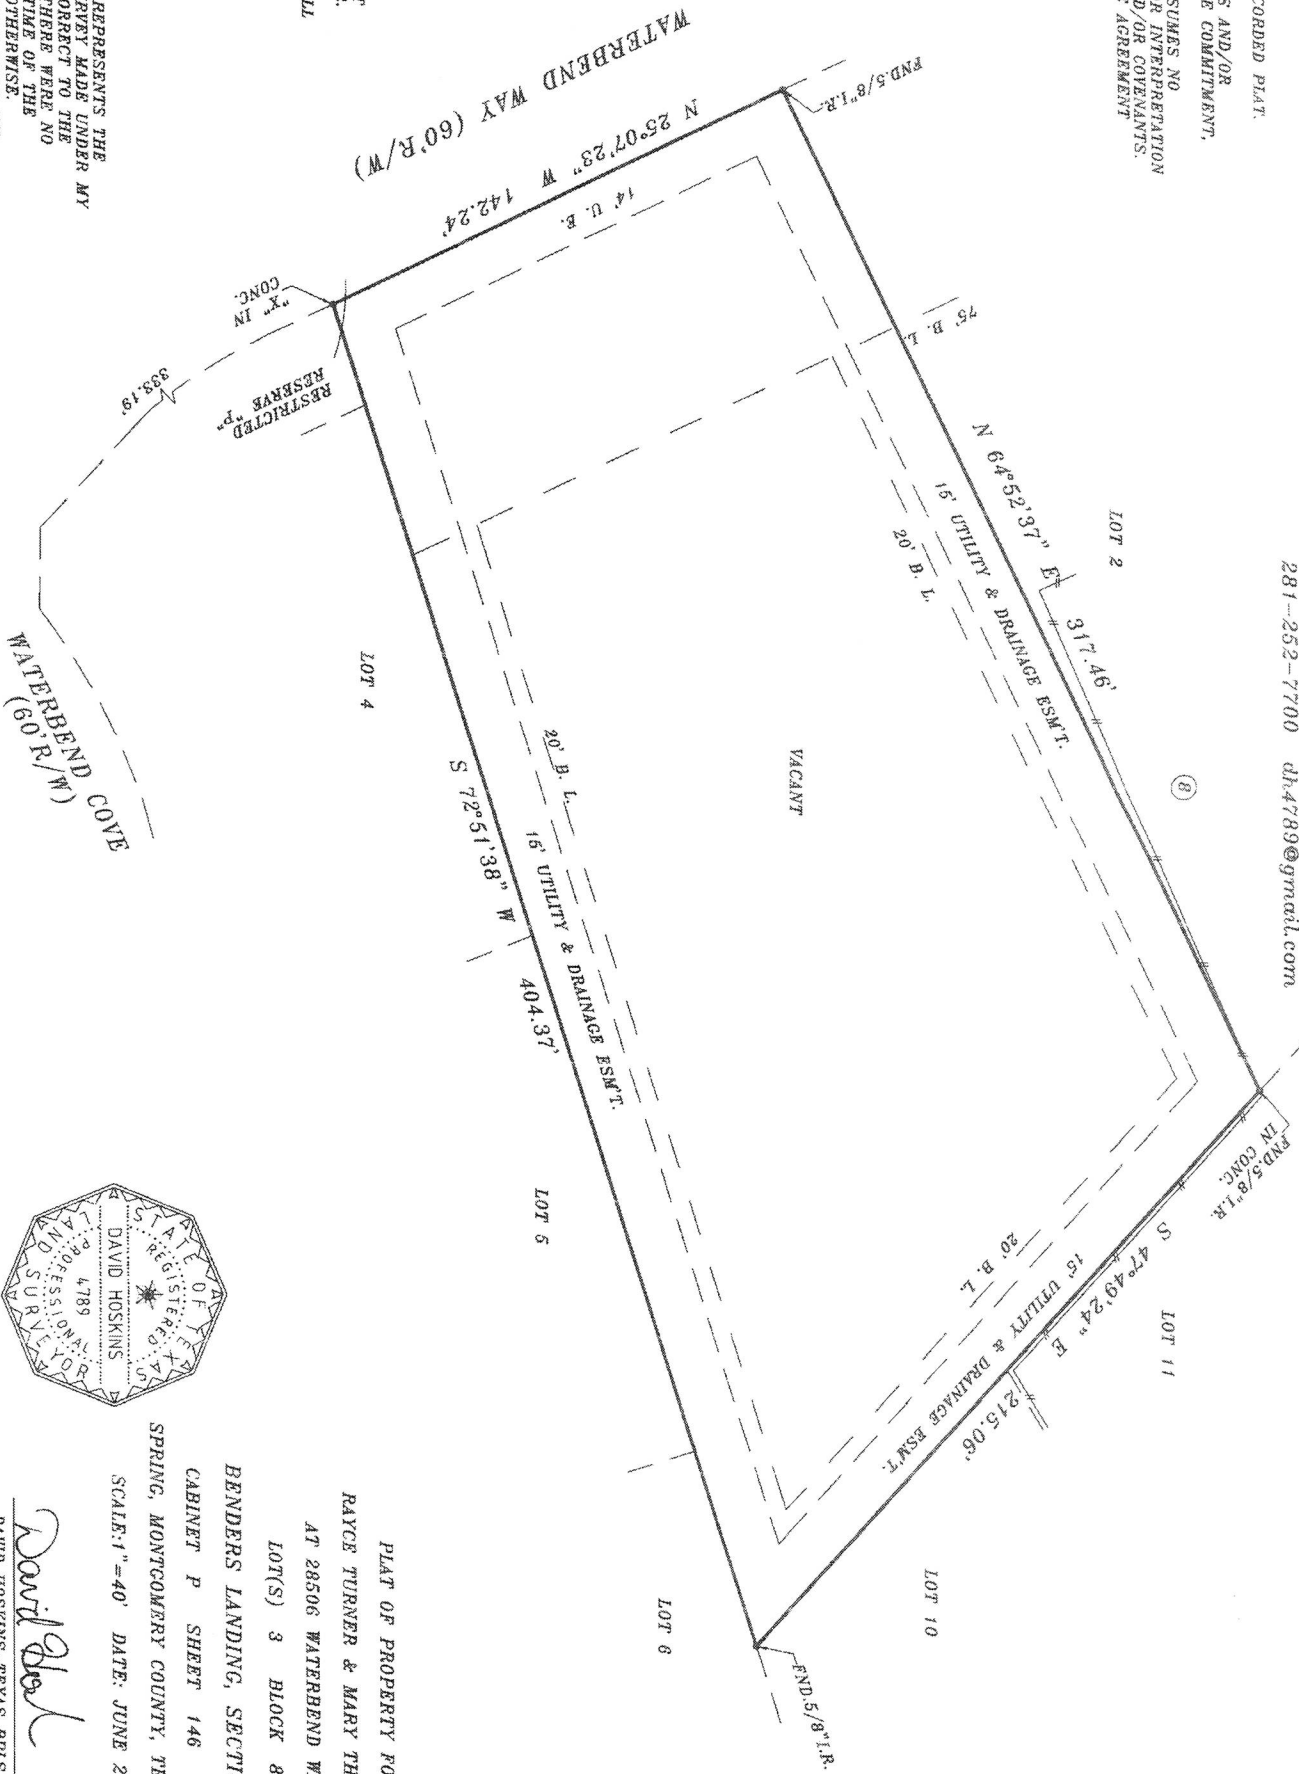 CORDED PLAT.
S AND/OR
E COMMITMENT,
SUMES NO
OR INTERPRETATION
D/OR COVENANTS.
E AGREEMENT
281-252-7700 dh4789@gmail.com
REPRESENTS THE
RVEY MADE UNDER MY
ORRECT TO THE
THERE WERE NO
TIME OF THE
OTHERWISE.
WATERBEND WAY (60'R/W)
FND.5/8"I.R.
N 25°07'23" W 142.24'
14' U. E.
"X" IN
CONC.
333.19'
RESTRICTED
RESERVE "P"
75' B. L.
N 64°52'37" E 317.46'
15' UTILITY & DRAINAGE ESM'T.
20' B. L.
LOT 2
8
VACANT
LOT 4
20' B. L.
15' UTILITY & DRAINAGE ESM'T.
S 72°51'38" W 404.37'
WATERBEND COVE
(60'R/W)
FND.5/8"I.R.
IN CONC.
S 47°49'24" E 215.06'
15' UTILITY & DRAINAGE ESM'T.
20' B. L.
LOT 11
LOT 10
LOT 5
LOT 6
FND.5/8"I.R.
STATE OF TEXAS
REGISTERED
DAVID HOSKINS
4789
PROFESSIONAL
LAND SURVEYOR
PLAT OF PROPERTY FO
RAYCE TURNER & MARY TH
AT 28506 WATERBEND W
LOT(S) 3 BLOCK 8
BENDERS LANDING, SECTI
CABINET P SHEET 146
SPRING, MONTGOMERY COUNTY, TE
SCALE:1"=40' DATE: JUNE 2
DAVID HOSKINS TEXAS RPLS